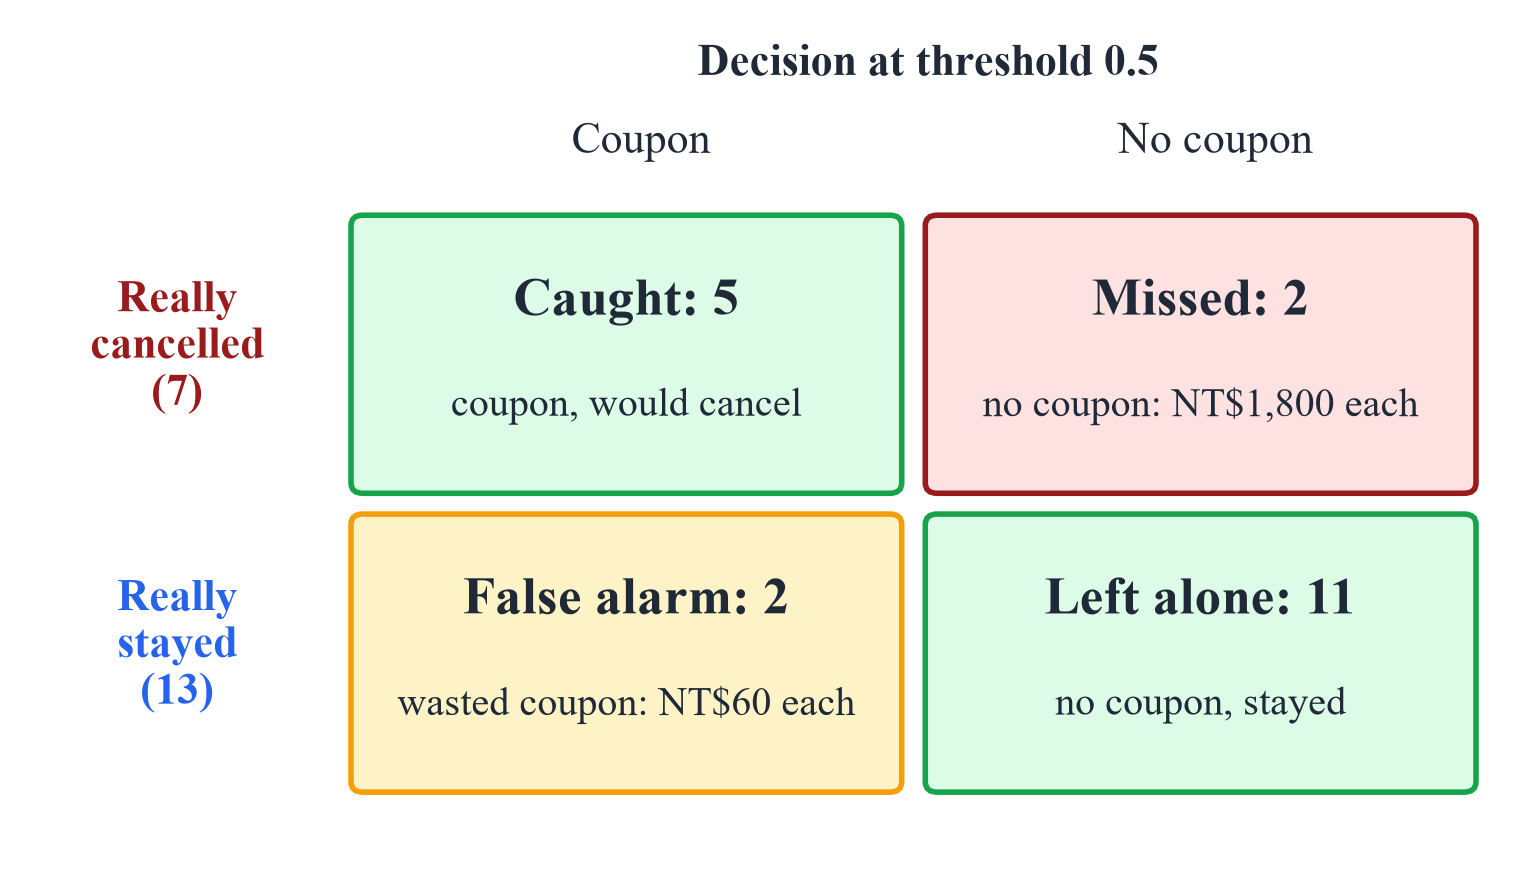 Decision at threshold 0.5
Coupon
No coupon
Really
cancelled
(7)
Caught: 5
coupon, would cancel
Missed: 2
no coupon: NT$1,800 each
Really
stayed
(13)
False alarm: 2
wasted coupon: NT$60 each
Left alone: 11
no coupon, stayed